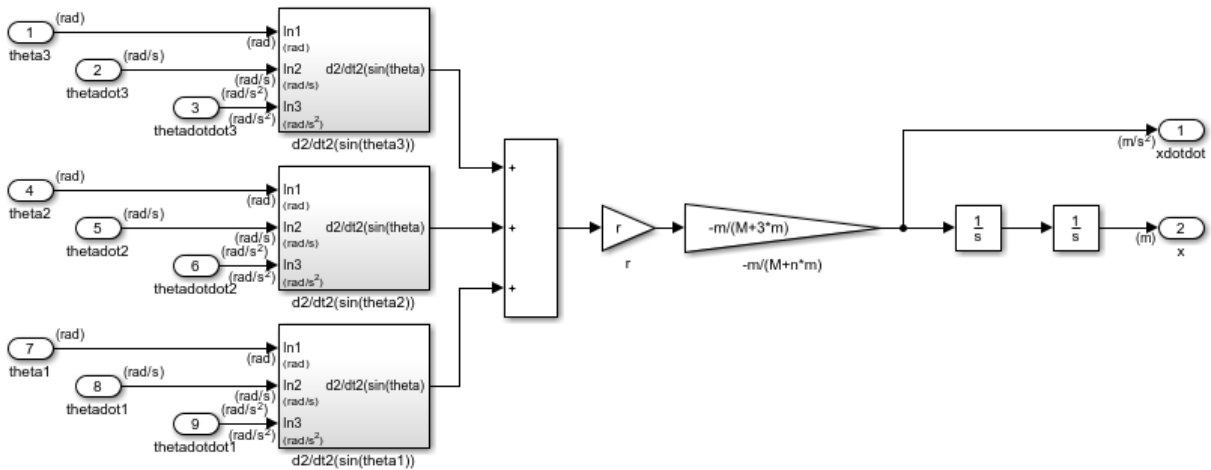 1
(rad)
theta3
2
(rad/s)
thetadot3
3
(rad/s²)
thetadotdot3
(rad)
(rad/s)
(rad/s²)
In1
(rad)
In2
(rad/s)
In3
(rad/s²)
d2/dt2(sin(theta)
d2/dt2(sin(theta3))
4
(rad)
theta2
5
(rad/s)
thetadot2
6
(rad/s²)
thetadotdot2
(rad)
(rad/s)
(rad/s²)
In1
(rad)
In2
(rad/s)
In3
(rad/s²)
d2/dt2(sin(theta)
d2/dt2(sin(theta2))
7
(rad)
theta1
8
(rad/s)
thetadot1
9
(rad/s²)
thetadotdot1
(rad)
(rad/s)
(rad/s²)
In1
(rad)
In2
(rad/s)
In3
(rad/s²)
d2/dt2(sin(theta)
d2/dt2(sin(theta1))
+
+
+
r
r
-m/(M+3*m)
-m/(M+n*m)
1
s
1
s
(m/s²)
1
xdotdot
(m)
2
x